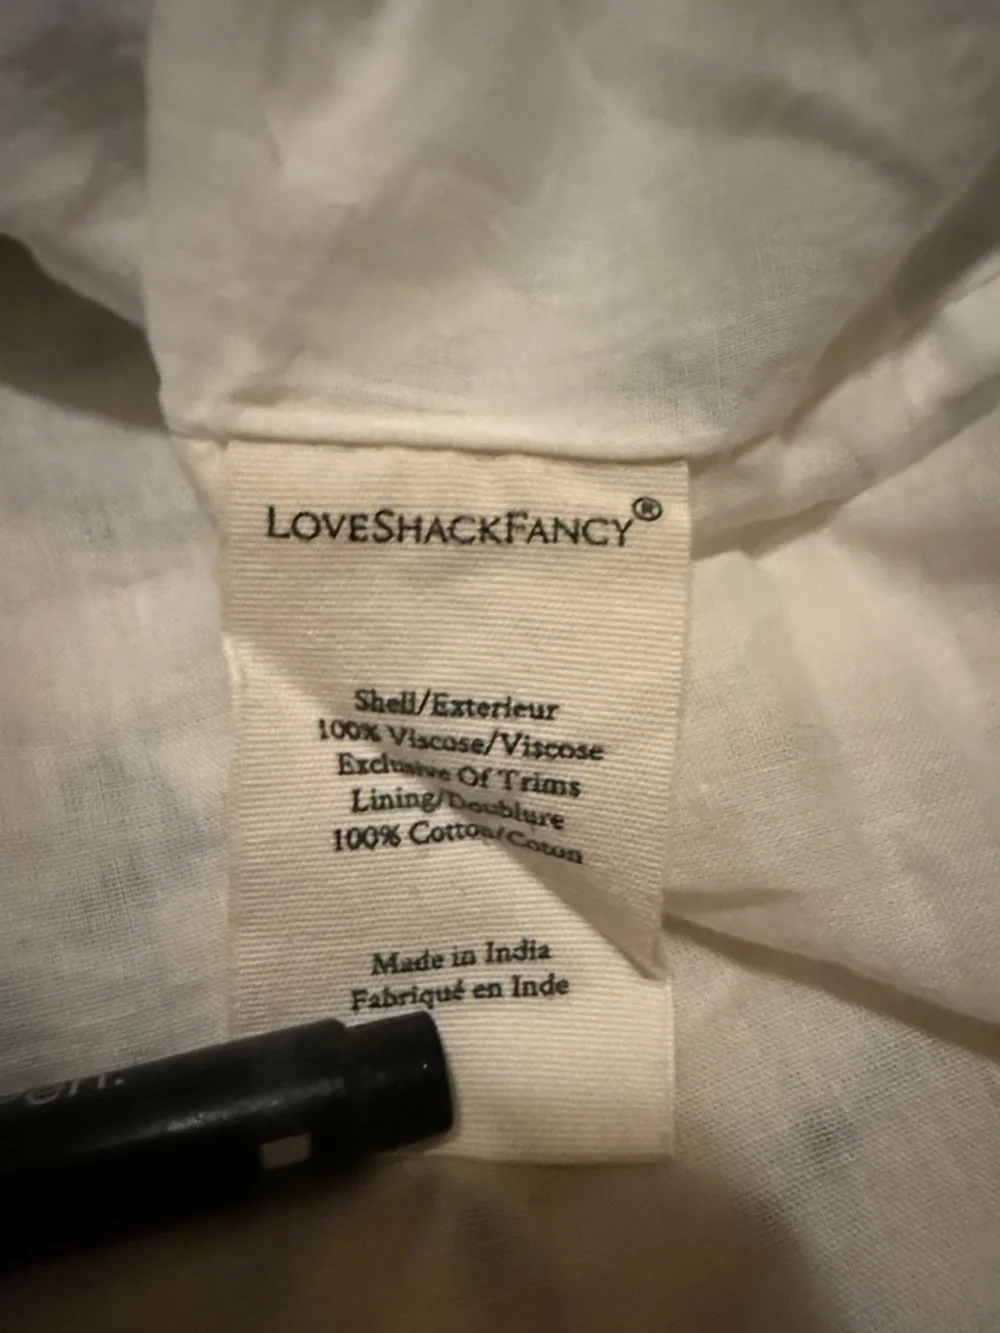 LOVESHACKFANCY®
Shell/Exterieur
100% Viscose/Viscose
Exclusive Of Trims
Lining/Doublure
100% Cotton/Coton
Made in India
Fabriqué en Inde